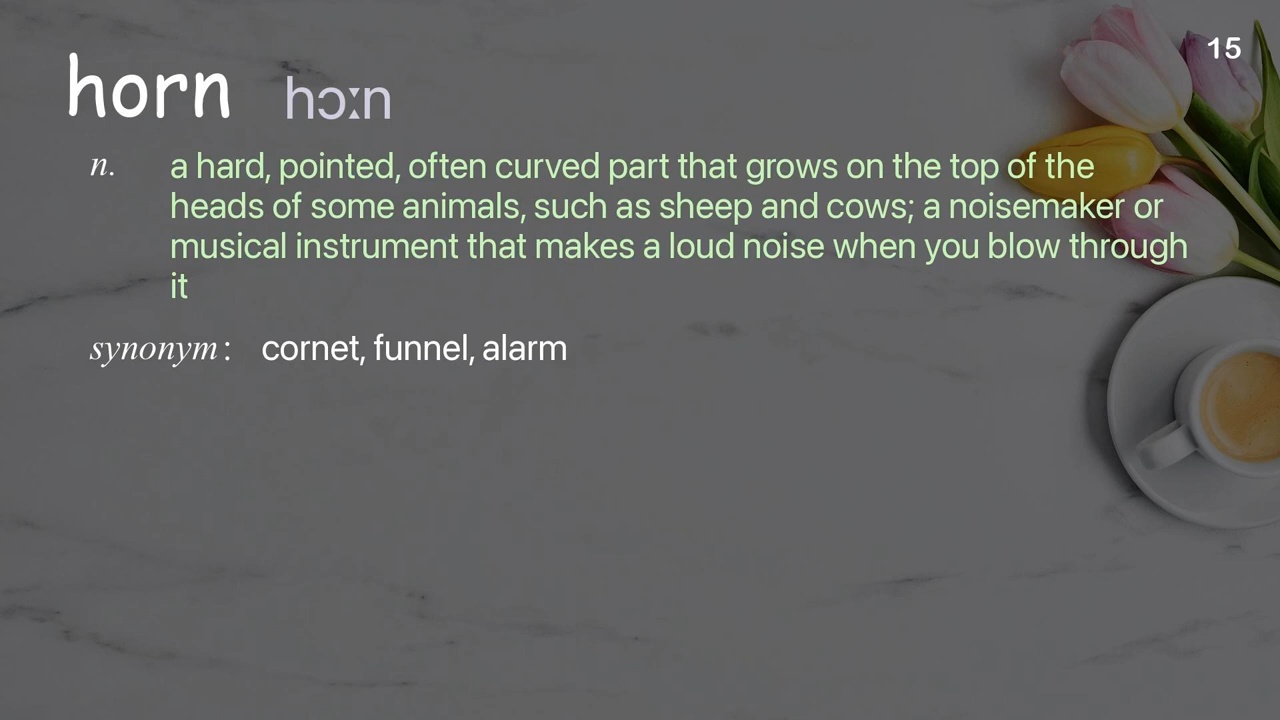 15
horn hɔːn
n. a hard, pointed, often curved part that grows on the top of the
heads of some animals, such as sheep and cows; a noisemaker or
musical instrument that makes a loud noise when you blow through
it
synonym: cornet, funnel, alarm